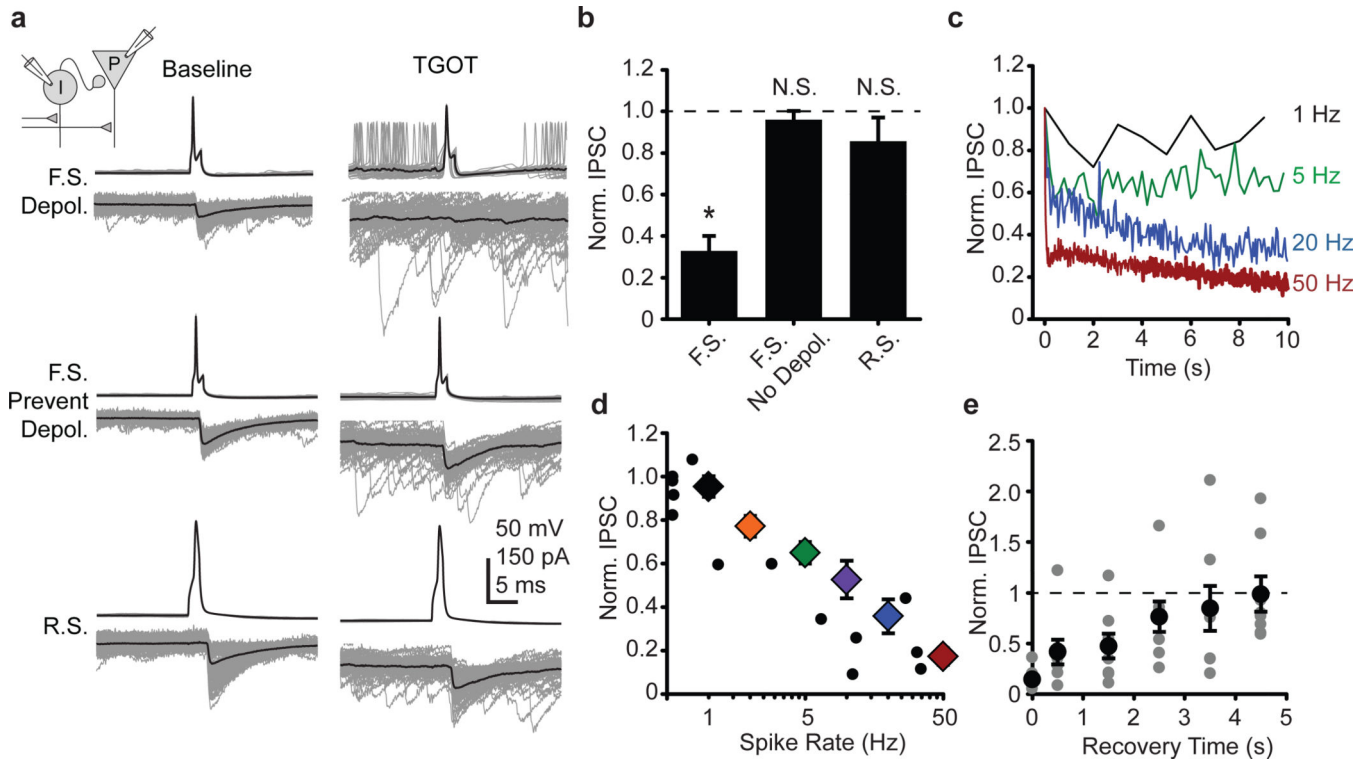 a
I
P
Baseline
TGOT
F.S.
Depol.
F.S.
Prevent
Depol.
R.S.
50 mV
150 pA
5 ms
b
Norm. IPSC
1.2
1.0
0.8
0.6
0.4
0.2
0
*
N.S.
N.S.
F.S.
F.S.
No Depol.
R.S.
c
Norm. IPSC
1.2
1.0
0.8
0.6
0.4
0.2
0
1 Hz
5 Hz
20 Hz
50 Hz
0 2 4 6 8 10
Time (s)
d
Norm. IPSC
1.2
1.0
0.8
0.6
0.4
0.2
0
1 5 50
Spike Rate (Hz)
e
Norm. IPSC
2.5
2.0
1.5
1
0.5
0
0 1 2 3 4 5
Recovery Time (s)